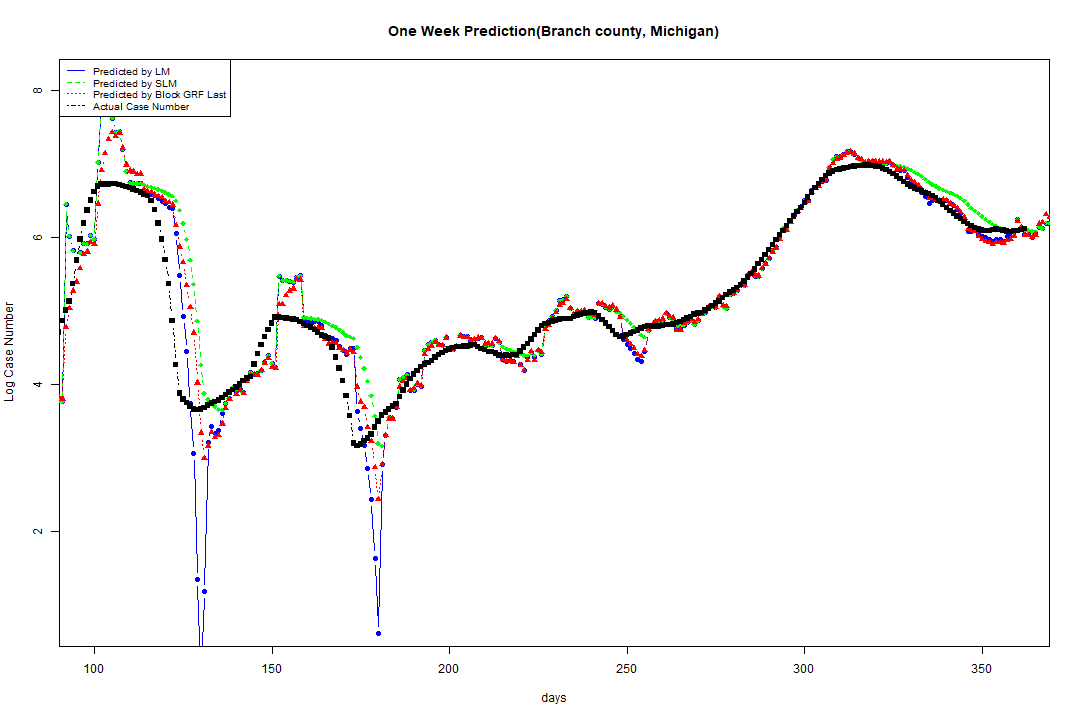 One Week Prediction(Branch county, Michigan)
Predicted by LM
Predicted by SLM
Predicted by Block GRF Last
Actual Case Number
8
6
4
2
Log Case Number
100 150 200 250 300 350
days